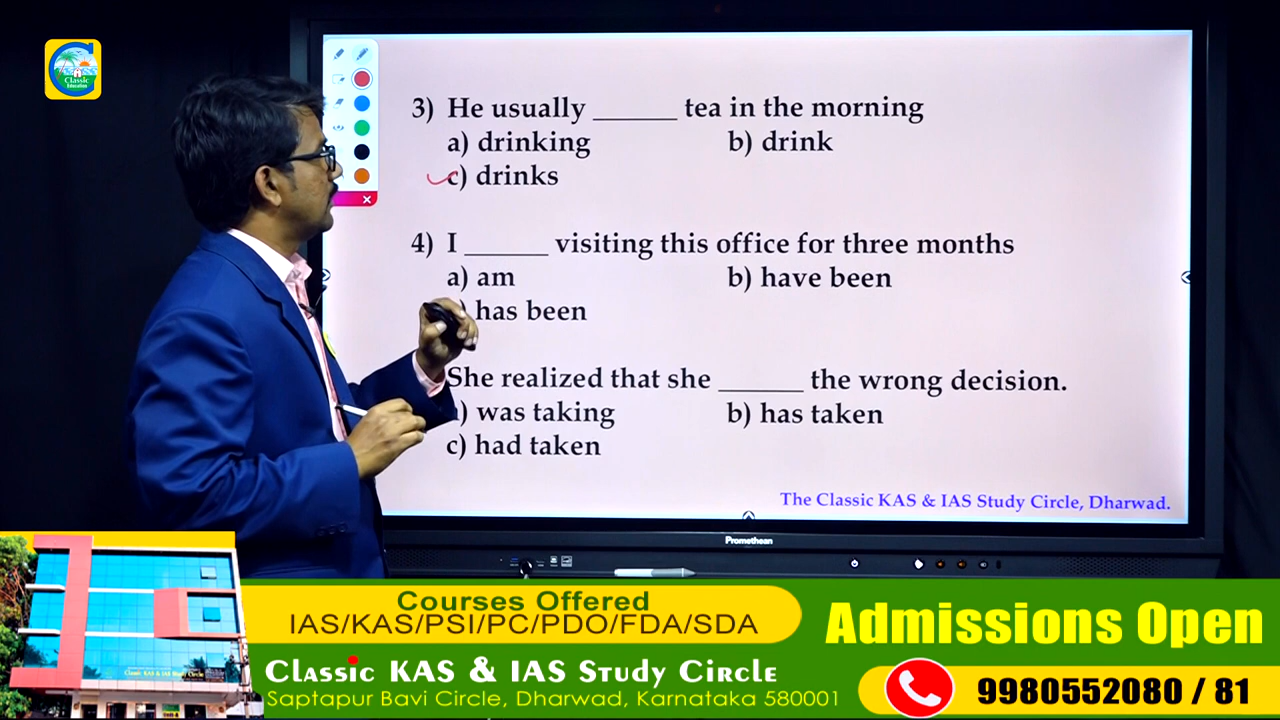 Classic
Education
3) He usually ______ tea in the morning
a) drinking b) drink
c) drinks
4) I ______ visiting this office for three months
a) am b) have been
) has been
She realized that she ______ the wrong decision.
) was taking b) has taken
c) had taken
The Classic KAS & IAS Study Circle, Dharwad.
Promethean
Courses Offered
IAS/KAS/PSI/PC/PDO/FDA/SDA
Admissions Open
Classic KAS & IAS Study Circle
Saptapur Bavi Circle, Dharwad, Karnataka 580001
9980552080 / 81